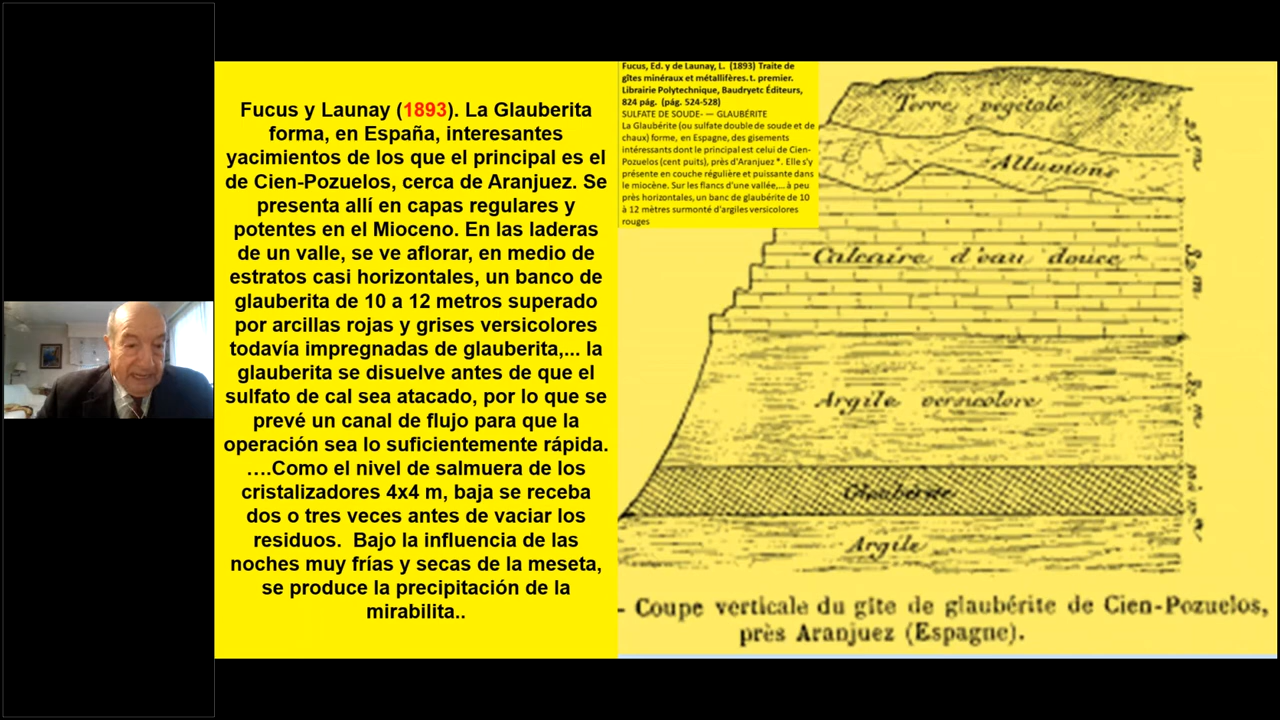 Fucus y Launay (1893). La Glauberita
forma, en España, interesantes
yacimientos de los que el principal es el
de Cien-Pozuelos, cerca de Aranjuez. Se
presenta allí en capas regulares y
potentes en el Mioceno. En las laderas
de un valle, se ve aflorar, en medio de
estratos casi horizontales, un banco de
glauberita de 10 a 12 metros superado
por arcillas rojas y grises versicolores
todavía impregnadas de glauberita,... la
glauberita se disuelve antes de que el
sulfato de cal sea atacado, por lo que se
prevé un canal de flujo para que la
operación sea lo suficientemente rápida.
….Como el nivel de salmuera de los
cristalizadores 4x4 m, baja se receba
dos o tres veces antes de vaciar los
residuos. Bajo la influencia de las
noches muy frías y secas de la meseta,
se produce la precipitación de la
mirabilita..
Fucus, Ed. y de Launay, L. (1893) Traite de
gîtes minéraux et métallifères. t. premier.
Librairie Polytechnique, Baudryetc Éditeurs,
824 pág. (pág. 524-528)
SULFATE DE SOUDE- — GLAUBÉRITE
La Glaubérite (ou sulfate double de soude et de
chaux) forme, en Espagne, des gisements
intéressants dont le principal est celui de Cien-
Pozuelos (cent puits), près d'Aranjuez *. Elle s'y
présente en couche régulière et puissante dans
le miocène. Sur les flancs d'une vallée,... à peu
près horizontales, un banc de glaubérite de 10
à 12 mètres surmonté d'argiles versicolores
rouges
Terre végétale
Alluvions
Calcaire d'eau douce
Argile versicolore
Glauberite
Argile
- Coupe verticale du gîte de glaubérite de Cien-Pozuelos,
près Aranjuez (Espagne).